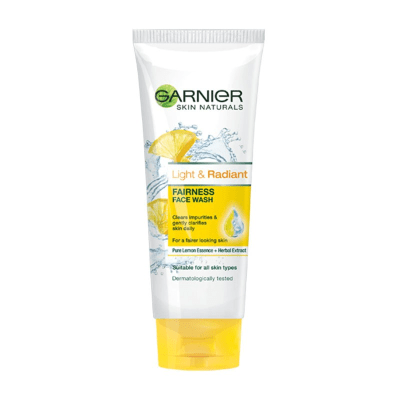 GARNIER
SKIN NATURALS
Light & Radiant
FAIRNESS
FACE WASH
Clears impurities &
gently clarifies
skin daily
For a fairer looking skin
Pure Lemon Essence + Herbal Extract
Suitable for all skin types
Dermatologically tested